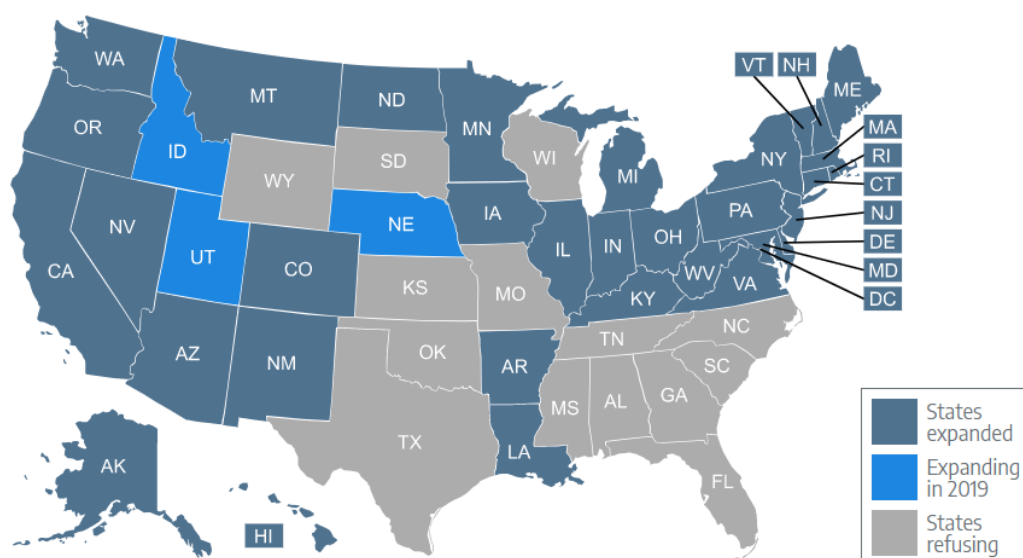 WA
MT
ND
MN
VT
NH
ME
OR
ID
WY
SD
WI
MI
NY
MA
RI
CT
NJ
DE
MD
DC
NV
UT
NE
IA
IL
IN
OH
PA
CA
CO
KS
MO
KY
WV
VA
AZ
NM
OK
AR
TN
NC
SC
TX
LA
MS
AL
GA
FL
AK
HI
States
expanded
Expanding
in 2019
States
refusing